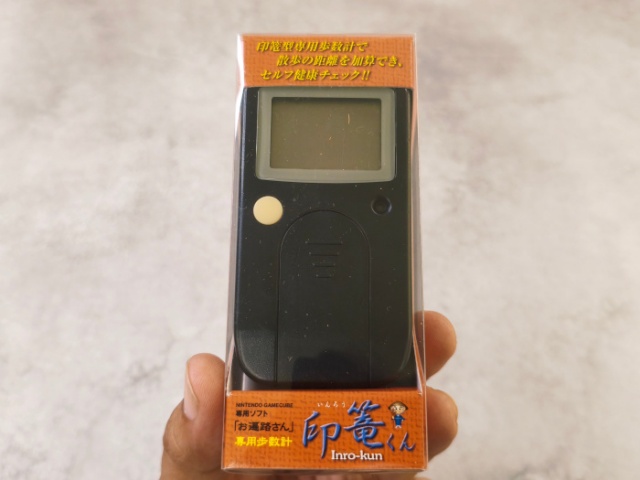 印篭型専用歩数計で
散歩の距離を加算でき、
セルフ健康チェック!!
NINTENDO GAMECUBE
専用ソフト
「お遍路さん」
専用歩数計
いんろう
印篭くん
Inro-kun